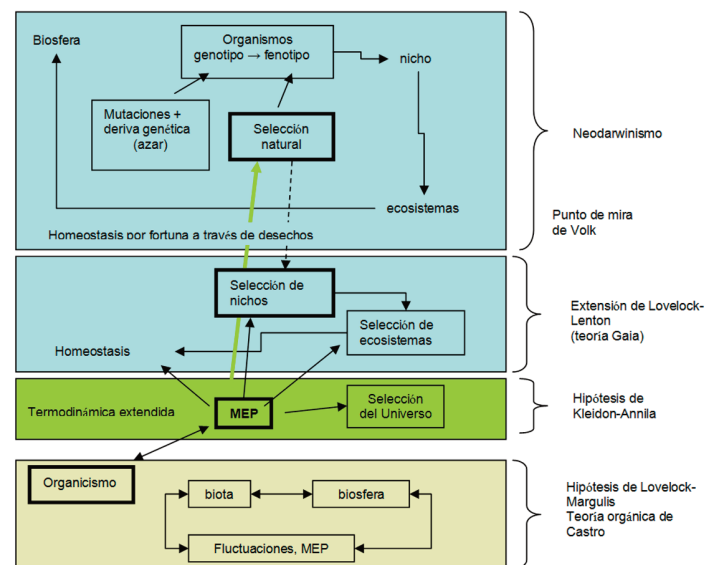 Biosfera
Organismos
genotipo → fenotipo
nicho
Mutaciones +
deriva genética
(azar)
Selección
natural
ecosistemas
Homeostasis por fortuna a través de desechos
Neodarwinismo
Punto de mira
de Volk
Selección de
nichos
Selección de
ecosistemas
Homeostasis
Extensión de Lovelock-
Lenton
(teoría Gaia)
Termodinámica extendida
MEP
Selección
del Universo
Hipótesis de
Kleidon-Annila
Organicismo
biota
biosfera
Fluctuaciones, MEP
Hipótesis de Lovelock-
Margulis
Teoría orgánica de
Castro